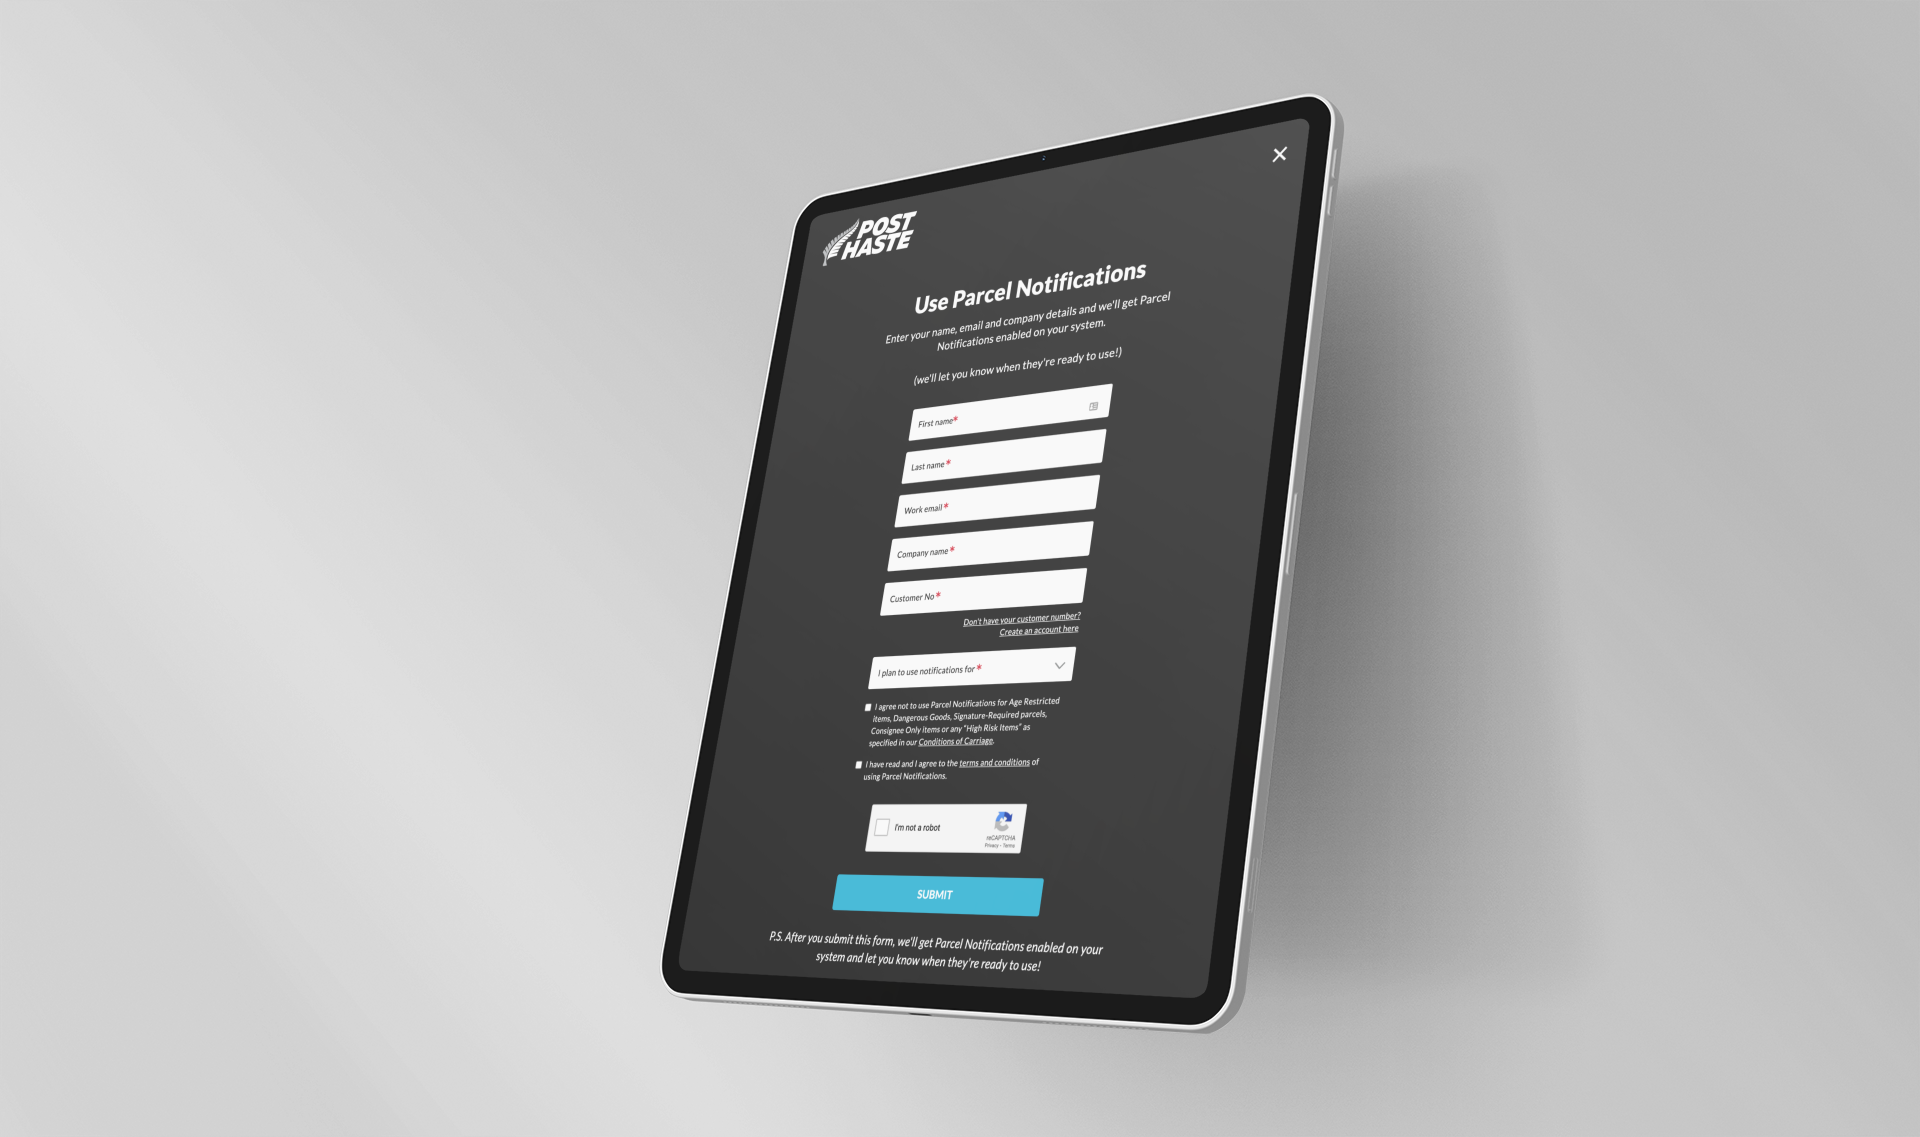 POST
HASTE
Use Parcel Notifications
Enter your name, email and company details and we'll get Parcel
Notifications enabled on your system.
(we'll let you know when they're ready to use!)
First name*
Last name *
Work email *
Company name *
Customer No *
Don't have your customer number?
Create an account here
I plan to use notifications for *
I agree not to use Parcel Notifications for Age Restricted
items, Dangerous Goods, Signature-Required parcels,
Consignee Only items or any "High Risk Items" as
specified in our Conditions of Carriage.
I have read and I agree to the terms and conditions of
using Parcel Notifications.
I'm not a robot
reCAPTCHA
Privacy - Terms
SUBMIT
P.S. After you submit this form, we'll get Parcel Notifications enabled on your
system and let you know when they're ready to use!